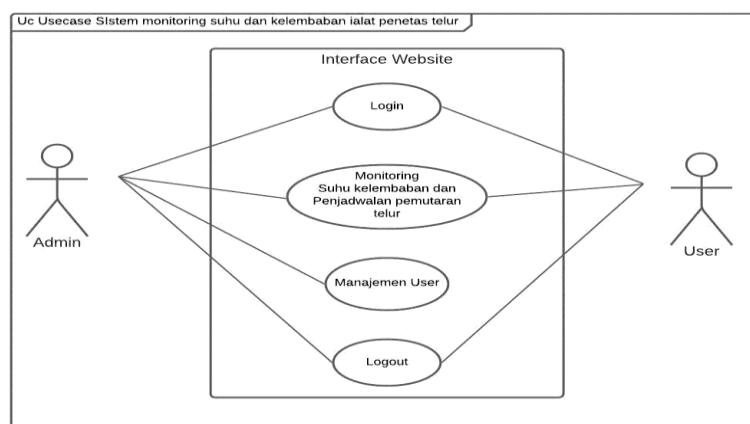 Uc Usecase SIstem monitoring suhu dan kelembaban ialat penetas telur
Interface Website
Login
Monitoring
Suhu kelembaban dan
Penjadwalan pemutaran
telur
Admin
User
Manajemen User
Logout